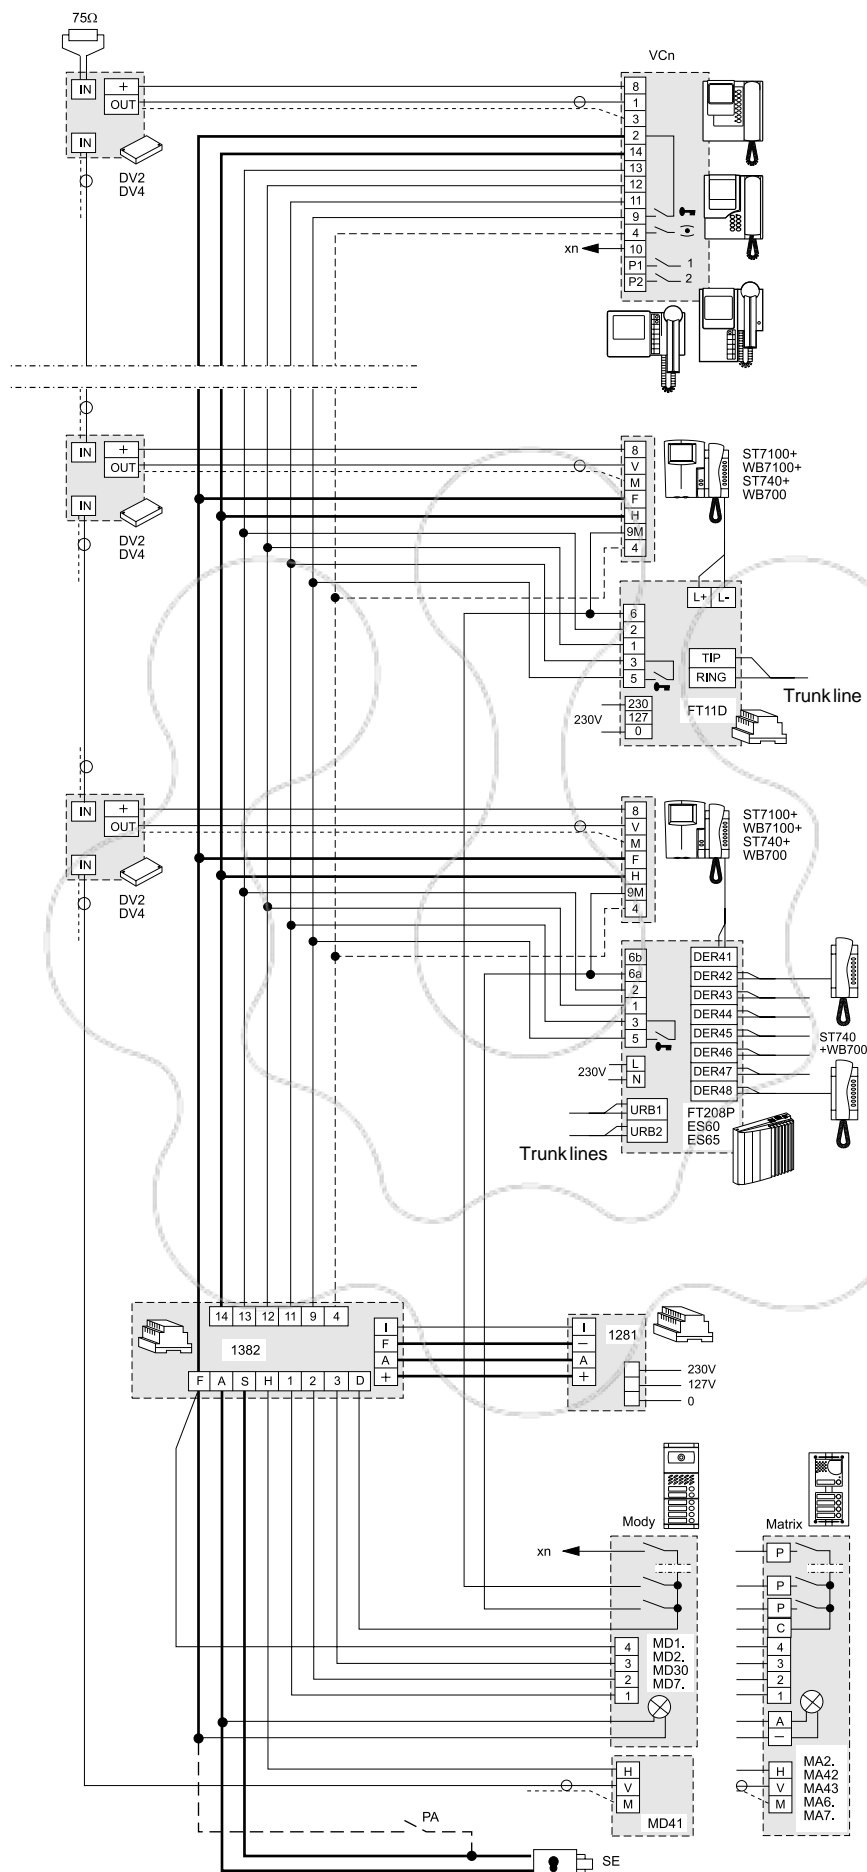 75Ω
VCn
IN
+
OUT
IN
DV2
DV4
8
1
3
2
14
13
12
11
9
4
10
P1
P2
1
2
xn
IN
+
OUT
IN
DV2
DV4
8
V
M
F
H
9M
4
ST7100+
WB7100+
ST740+
WB700
L+
L-
6
2
1
3
5
TIP
RING
Trunk line
FT11D
230V
230
127
0
IN
+
OUT
IN
DV2
DV4
8
V
M
F
H
9M
4
ST7100+
WB7100+
ST740+
WB700
6b
6a
2
1
3
5
DER41
DER42
DER43
DER44
DER45
DER46
DER47
DER48
ST740
+WB700
230V
L
N
URB1
URB2
FT208P
ES60
ES65
Trunk lines
14
13
12
11
9
4
1382
I
F
A
+
F
A
S
H
1
2
3
D
I
–
A
+
1281
230V
127V
0
Mody
Matrix
xn
P
P
P
C
4
3
2
1
MD1.
MD2.
MD30
MD7.
4
3
2
1
A
–
H
V
M
MD41
H
V
M
MA2.
MA42
MA43
MA6.
MA7.
PA
SE